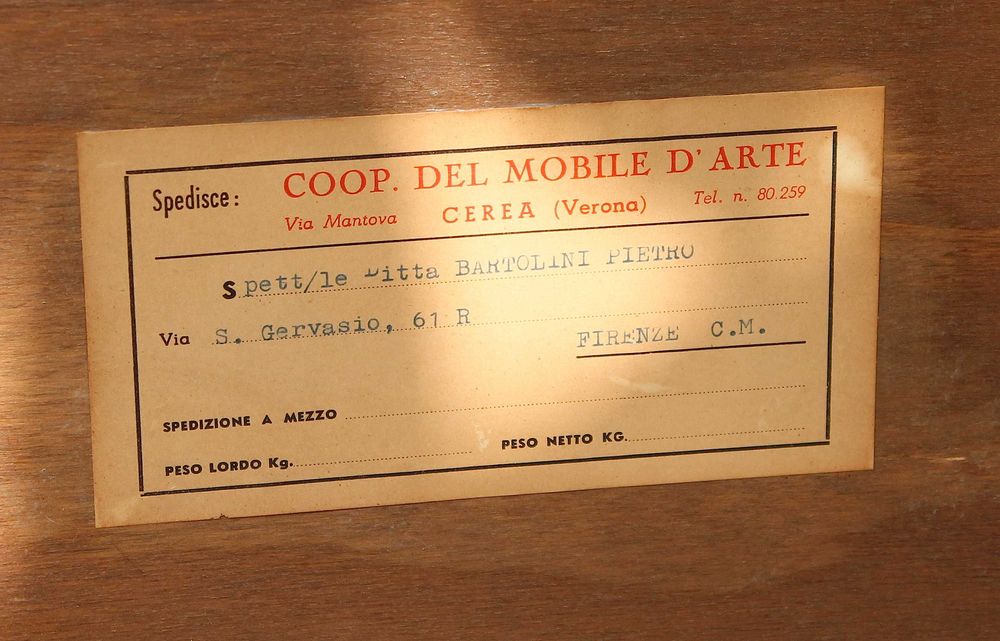 Spedisce: COOP. DEL MOBILE D'ARTE
Via Mantova CEREA (Verona) Tel. n. 80.259
Spett/le Ditta BARTOLINI PIETRO
Via S. Gervasio, 61 R
FIRENZE C.M.
SPEDIZIONE A MEZZO
PESO LORDO Kg. PESO NETTO KG.